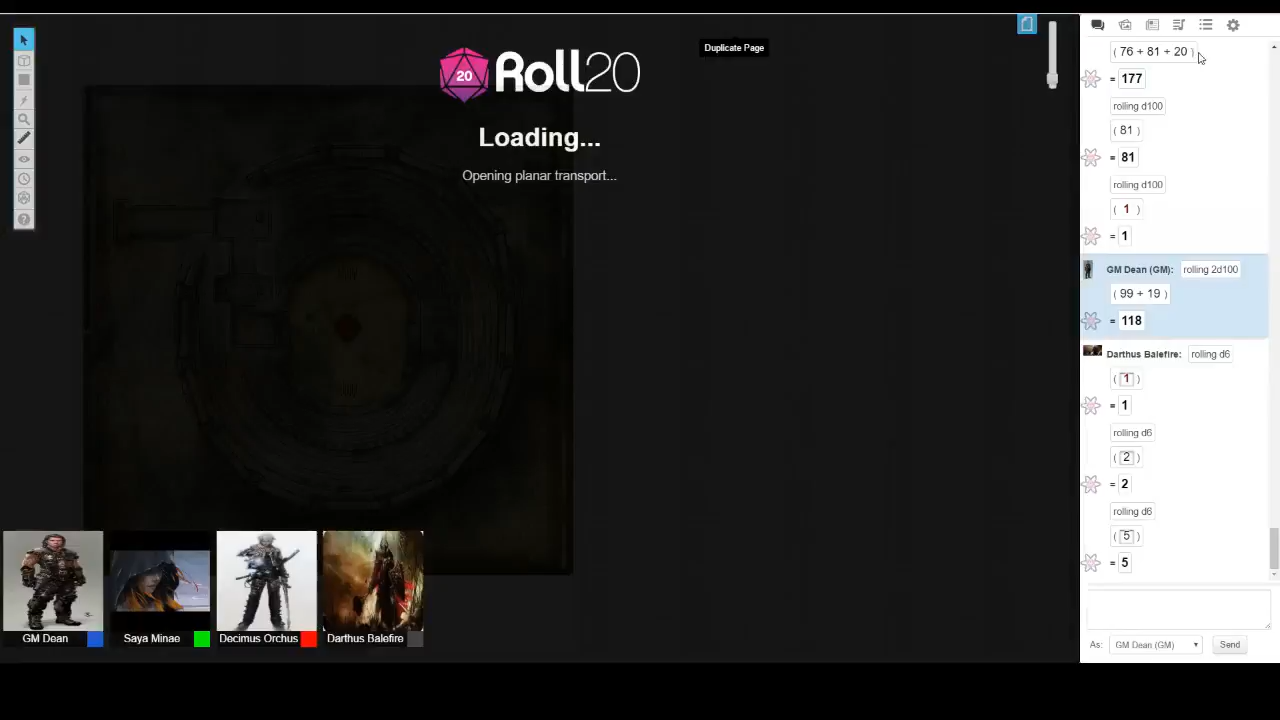 Duplicate Page
20
Roll20
Loading...
Opening planar transport...
( 76 + 81 + 20 )
= 177
rolling d100
( 81 )
= 81
rolling d100
( 1 )
= 1
GM Dean (GM): rolling 2d100
( 99 + 19 )
= 118
Darthus Balefire: rolling d6
( 1 )
= 1
rolling d6
( 2 )
= 2
rolling d6
( 5 )
= 5
GM Dean
Saya Minae
Decimus Orchus
Darthus Balefire
As: GM Dean (GM)
Send